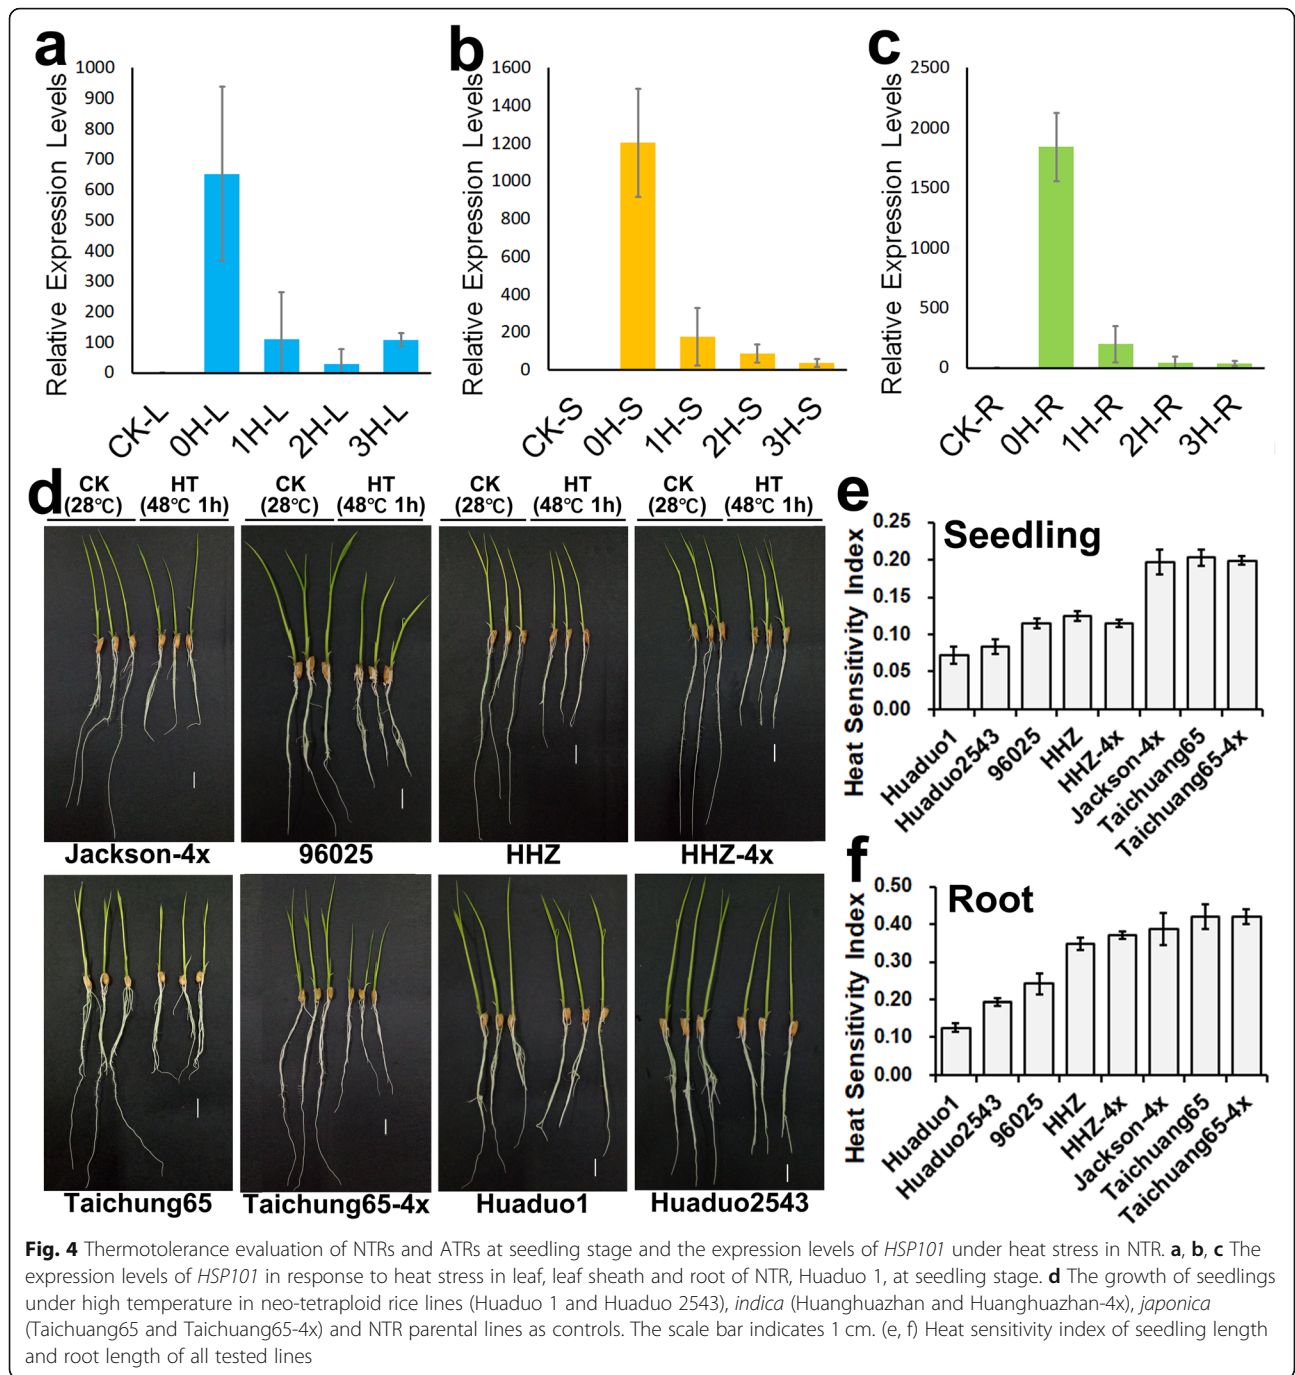 a
Relative Expression Levels
1000
900
800
700
600
500
400
300
200
100
0
CK-L
0H-L
1H-L
2H-L
3H-L
b
Relative Expression Levels
1600
1400
1200
1000
800
600
400
200
0
CK-S
0H-S
1H-S
2H-S
3H-S
c
Relative Expression Levels
2500
2000
1500
1000
500
0
CK-R
0H-R
1H-R
2H-R
3H-R
d
CK HT CK HT CK HT CK HT
(28℃) (48℃ 1h) (28℃) (48℃ 1h) (28℃) (48℃ 1h) (28℃) (48℃ 1h)
Jackson-4x 96025 HHZ HHZ-4x
Taichung65 Taichung65-4x Huaduo1 Huaduo2543
e
Seedling
Heat Sensitivity Index
0.25
0.20
0.15
0.10
0.05
0.00
Huaduo1
Huaduo2543
96025
HHZ
HHZ-4x
Jackson-4x
Taichuang65
Taichuang65-4x
f
Root
Heat Sensitivity Index
0.50
0.40
0.30
0.20
0.10
0.00
Huaduo1
Huaduo2543
96025
HHZ
HHZ-4x
Jackson-4x
Taichuang65
Taichuang65-4x
Fig. 4 Thermotolerance evaluation of NTRs and ATRs at seedling stage and the expression levels of HSP101 under heat stress in NTR. a, b, c The
expression levels of HSP101 in response to heat stress in leaf, leaf sheath and root of NTR, Huaduo 1, at seedling stage. d The growth of seedlings
under high temperature in neo-tetraploid rice lines (Huaduo 1 and Huaduo 2543), indica (Huanghuazhan and Huanghuazhan-4x), japonica
(Taichuang65 and Taichuang65-4x) and NTR parental lines as controls. The scale bar indicates 1 cm. (e, f) Heat sensitivity index of seedling length
and root length of all tested lines